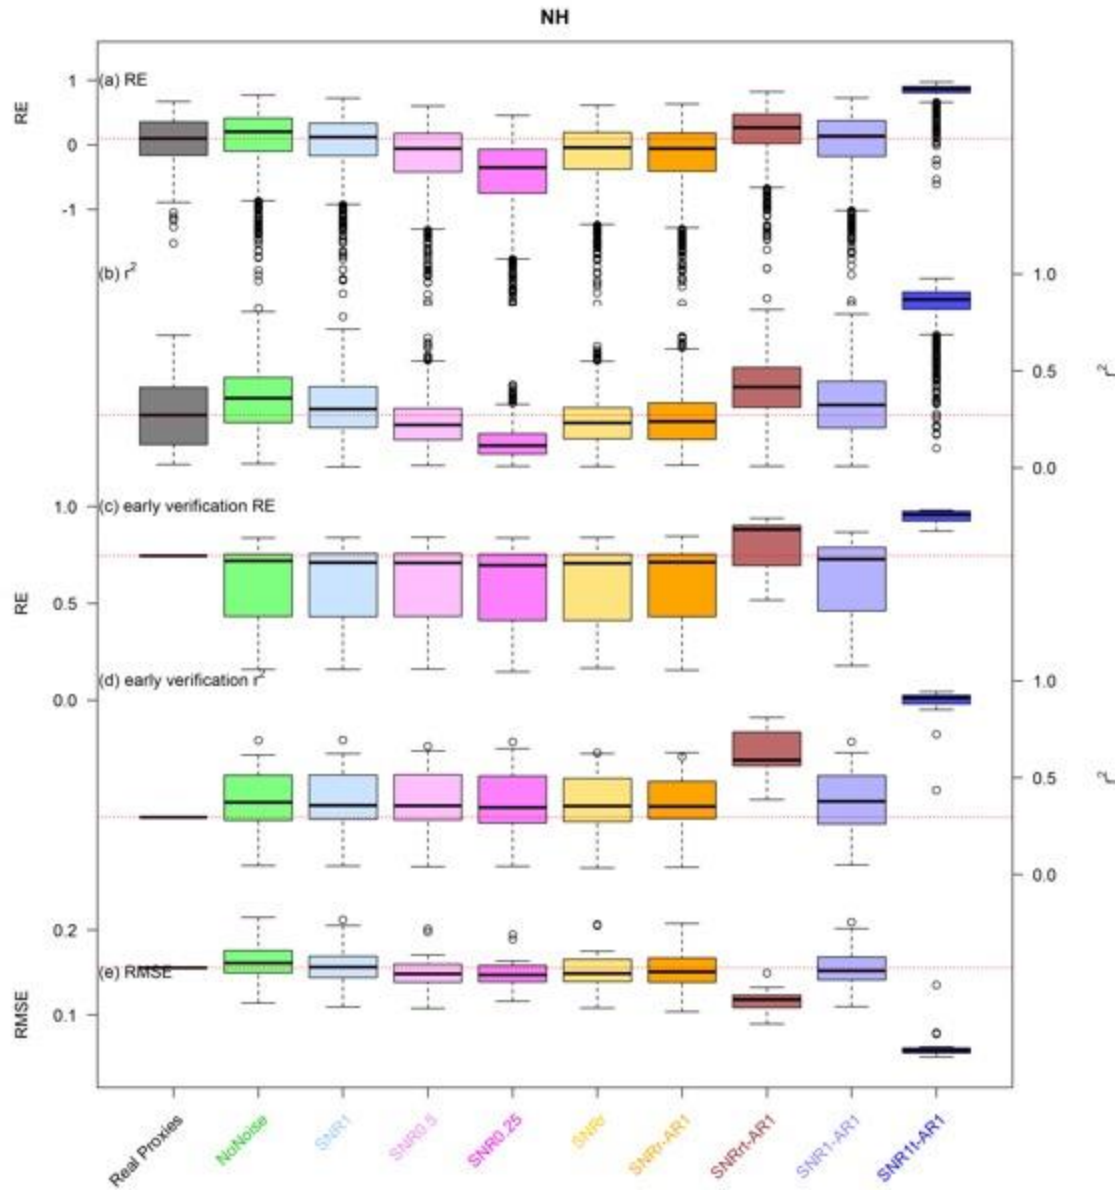 NH
(a) RE
1
0
-1
RE
(b) r²
1.0
0.5
0.0
r²
(c) early verification RE
1.0
0.5
0.0
RE
(d) early verification r²
1.0
0.5
0.0
r²
0.2
(e) RMSE
0.1
RMSE
Real Proxies
NoNoise
SNR1
SNR0.5
SNR0.25
SNRr
SNRr-AR1
SNRrt-AR1
SNR1-AR1
SNR1t-AR1